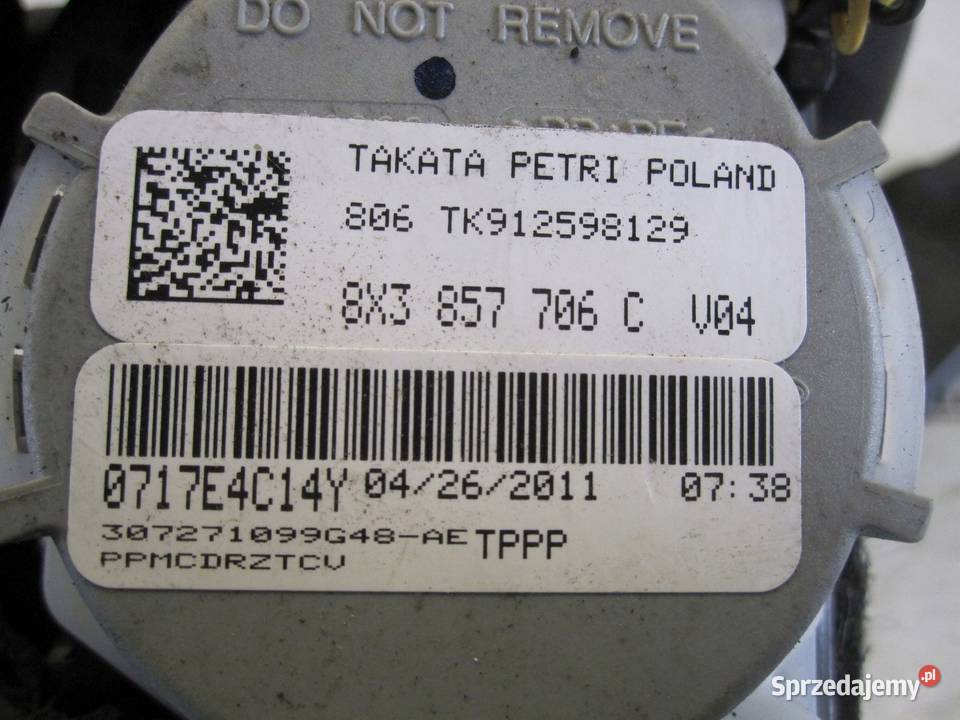 DO NOT REMOVE
TAKATA PETRI POLAND
806 TK912598129
8X3 857 706 C V04
0717E4C14Y 04/26/2011 07:38
307271099G48-AE TPPP
PPMCDRZTCV
Sprzedajemy.pl